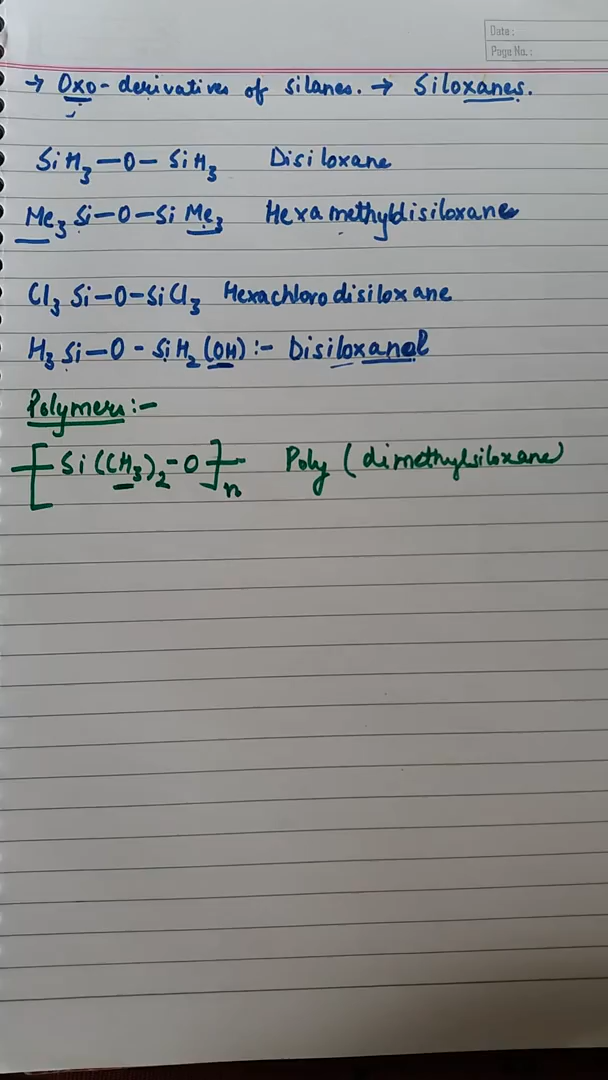 Date:
Page No.:
→ Oxo-derivatives of silanes. → Siloxanes.
SiH₃—O—SiH₃ Disiloxane
Me₃Si—O—SiMe₃ Hexamethyldisiloxane
Cl₃Si—O—SiCl₃ Hexachlorodisiloxane
H₃Si—O-SiH₂(OH):- Disiloxanol
Polymers:-
[Si(CH₃)₂-O]ₙ Poly(dimethylsiloxane)